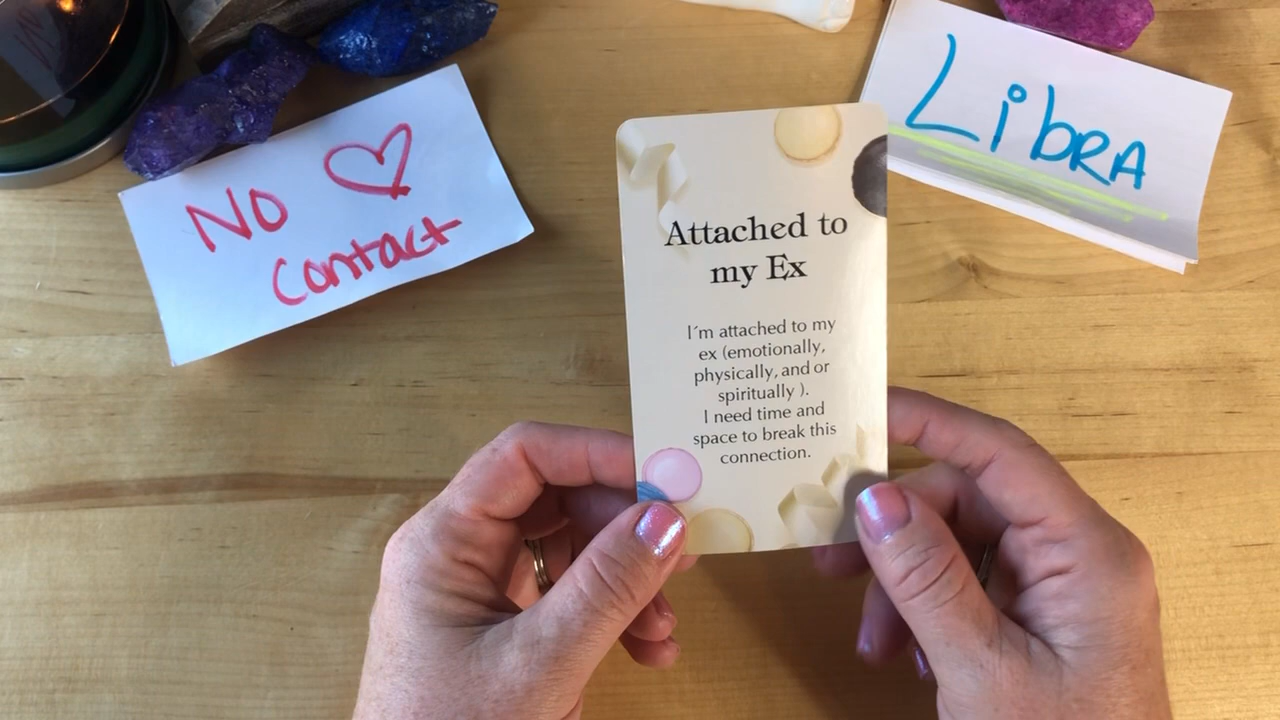 No
Contact
Libra
Attached to
my Ex
I´m attached to my
ex (emotionally,
physically, and or
spiritually ).
I need time and
space to break this
connection.